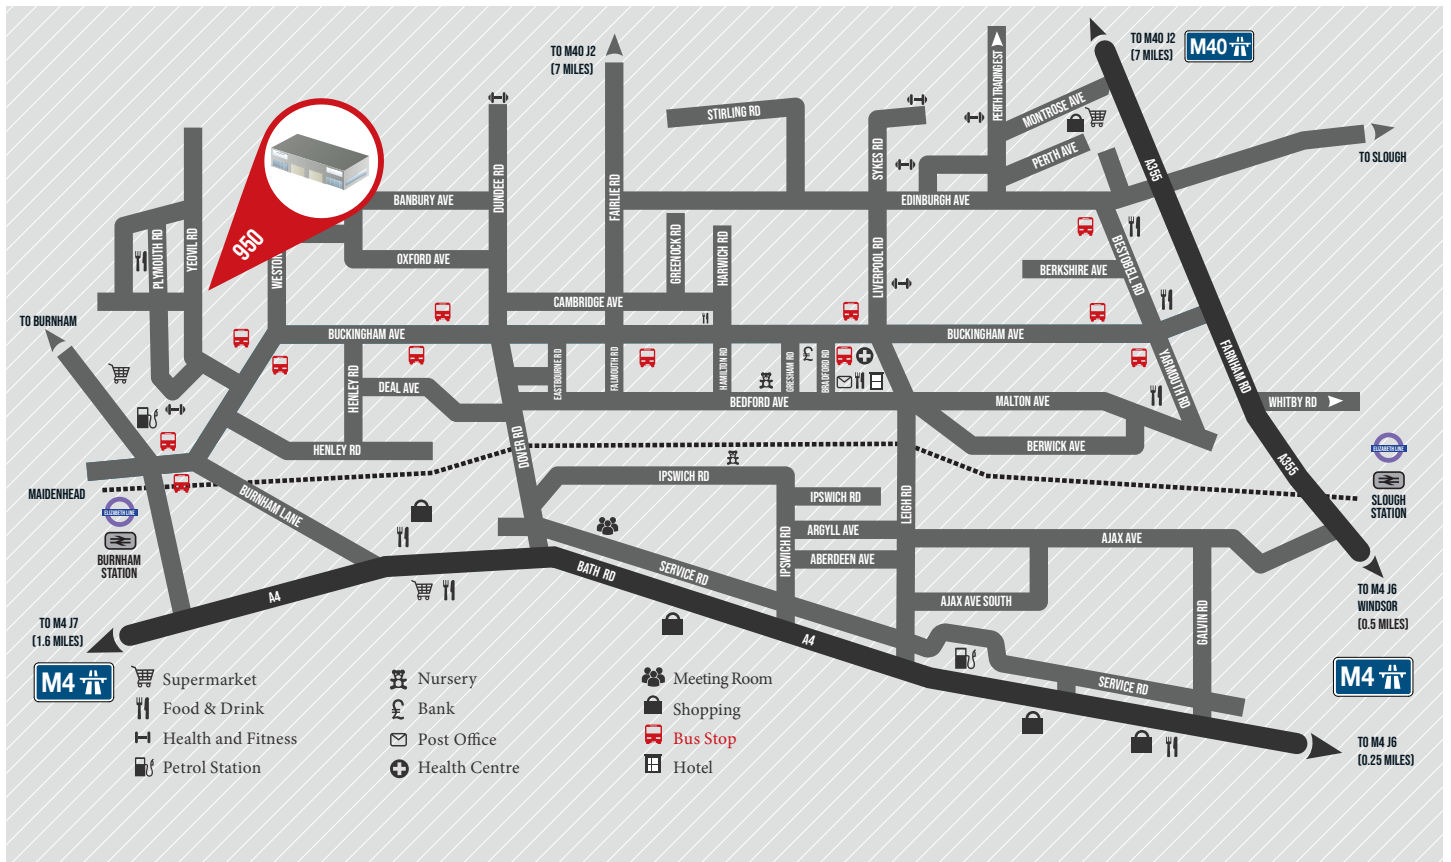 TO M40 J2
(7 MILES)
TO M40 J2
(7 MILES)
M40
PERTH TRADING EST
MONTROSE AVE
PERTH AVE
A355
TO SLOUGH
STIRLING RD
SYKES RD
DUNDEE RD
FAIRLIE RD
BANBURY AVE
EDINBURGH AVE
950
PLYMOUTH RD
YEOVIL RD
WESTON
OXFORD AVE
GREENOCK RD
HARWICH RD
LIVERPOOL RD
BERKSHIRE AVE
BESTOBELL RD
CAMBRIDGE AVE
TO BURNHAM
BUCKINGHAM AVE
BUCKINGHAM AVE
FARNHAM RD
HENLEY RD
DEAL AVE
EASTBOURNE RD
FALMOUTH RD
HAMILTON RD
GRESHAM RD
BRADFORD RD
YARMOUTH RD
BEDFORD AVE
MALTON AVE
WHITBY RD
HENLEY RD
DOVER RD
BERWICK AVE
A355
MAIDENHEAD
ELIZABETH LINE
BURNHAM
STATION
BURNHAM LANE
IPSWICH RD
IPSWICH RD
LEIGH RD
ARGYLL AVE
IPSWICH RD
ABERDEEN AVE
AJAX AVE
AJAX AVE SOUTH
GALVIN RD
ELIZABETH LINE
SLOUGH
STATION
BATH RD
SERVICE RD
A4
A4
SERVICE RD
TO M4 J7
(1.6 MILES)
M4
TO M4 J6
WINDSOR
(0.5 MILES)
M4
TO M4 J6
(0.25 MILES)
Supermarket
Food & Drink
Health and Fitness
Petrol Station
Nursery
Bank
Post Office
Health Centre
Meeting Room
Shopping
Bus Stop
Hotel